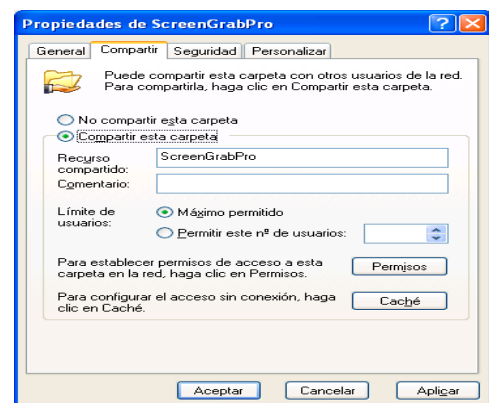 Propiedades de ScreenGrabPro
General Compartir Seguridad Personalizar
Puede compartir esta carpeta con otros usuarios de la red.
Para compartirla, haga clic en Compartir esta carpeta.
No compartir esta carpeta
Compartir esta carpeta
Recurso compartido: ScreenGrabPro
Comentario:
Límite de usuarios:
Máximo permitido
Permitir este nº de usuarios:
Para establecer permisos de acceso a esta
carpeta en la red, haga clic en Permisos.
Permisos
Para configurar el acceso sin conexión, haga
clic en Caché.
Caché
Aceptar Cancelar Aplicar